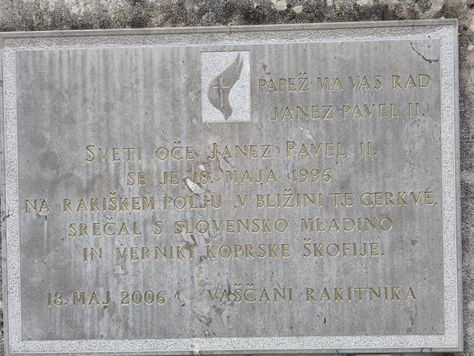 PAPEŽ MA VAS RAD
JANEZ PAVEL II.
SVETI OČE JANEZ PAVEL II.
SE JE 18. MAJA 1996
NA RAKIŠKEM POLJU V BLIŽINI TE CERKVE,
SREČAL S SLOVENSKO MLADINO
IN VERNIKI KOPRSKE ŠKOFIJE.
18. MAJ 2006 VAŠČANI RAKITNIKA